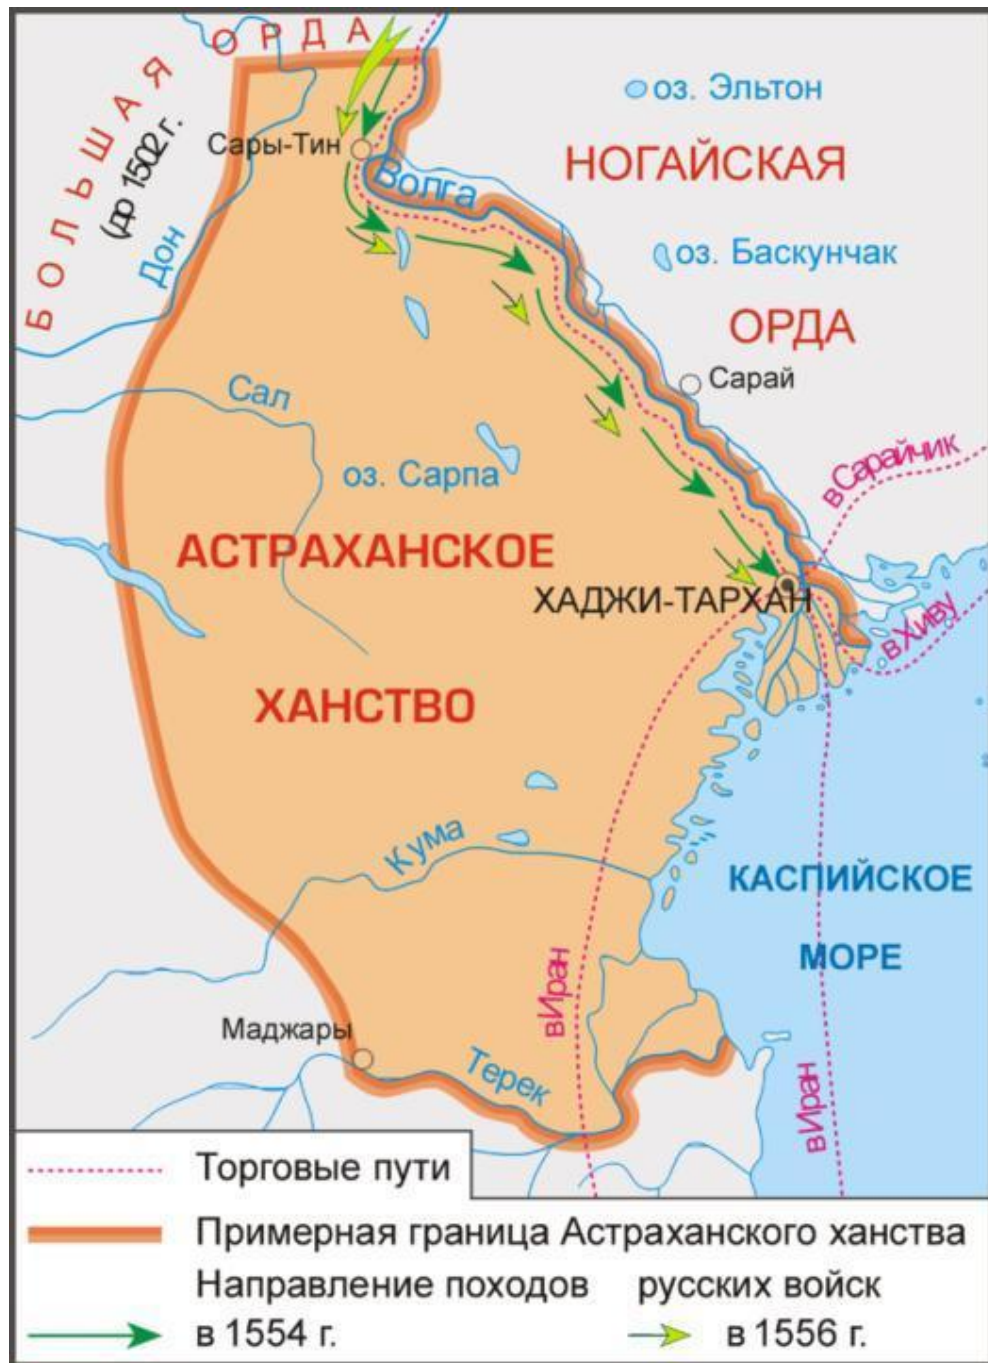 БОЛЬШАЯ ОРДА
(до 1502 г.
оз. Эльтон
Сары-Тин
НОГАЙСКАЯ
Волга
Дон
оз. Баскунчак
ОРДА
Сарай
Сал
в Сарайчик
оз. Сарпа
АСТРАХАНСКОЕ
ХАДЖИ-ТАРХАН
в Хиву
ХАНСТВО
Кума
КАСПИЙСКОЕ
МОРЕ
в Иран
Маджары
Терек
в Иран
Торговые пути
Примерная граница Астраханского ханства
Направление походов русских войск
в 1554 г. в 1556 г.